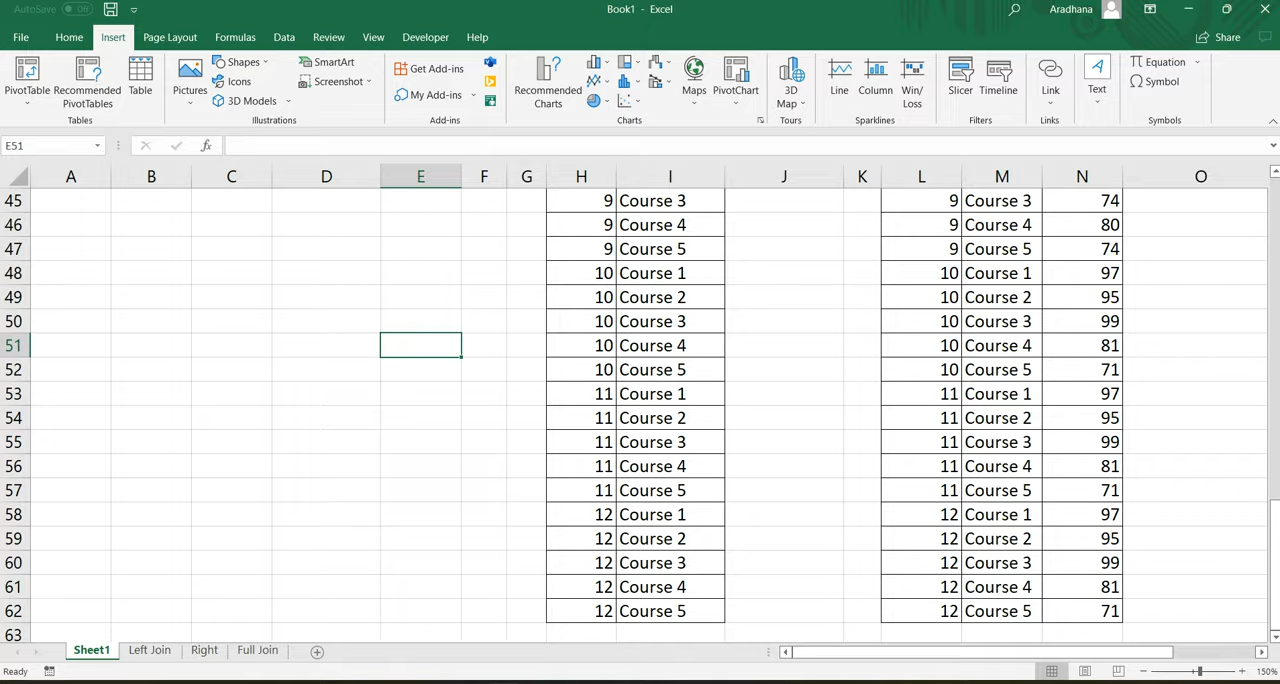 AutoSave Off Book1 - Excel Aradhana
File Home Insert Page Layout Formulas Data Review View Developer Help Share
PivotTable Recommended PivotTables Table Tables
Pictures Shapes Icons 3D Models SmartArt Screenshot Illustrations
Get Add-ins My Add-ins Add-ins
Recommended Charts Maps PivotChart Charts
3D Map Tours
Line Column Win/Loss Sparklines
Slicer Timeline Filters
Link Links
Text
Equation Symbol Symbols
E51 fx
A B C D E F G H I J K L M N O
45 9 Course 3 9 Course 3 74
46 9 Course 4 9 Course 4 80
47 9 Course 5 9 Course 5 74
48 10 Course 1 10 Course 1 97
49 10 Course 2 10 Course 2 95
50 10 Course 3 10 Course 3 99
51 10 Course 4 10 Course 4 81
52 10 Course 5 10 Course 5 71
53 11 Course 1 11 Course 1 97
54 11 Course 2 11 Course 2 95
55 11 Course 3 11 Course 3 99
56 11 Course 4 11 Course 4 81
57 11 Course 5 11 Course 5 71
58 12 Course 1 12 Course 1 97
59 12 Course 2 12 Course 2 95
60 12 Course 3 12 Course 3 99
61 12 Course 4 12 Course 4 81
62 12 Course 5 12 Course 5 71
63
Sheet1 Left Join Right Full Join
Ready 150%